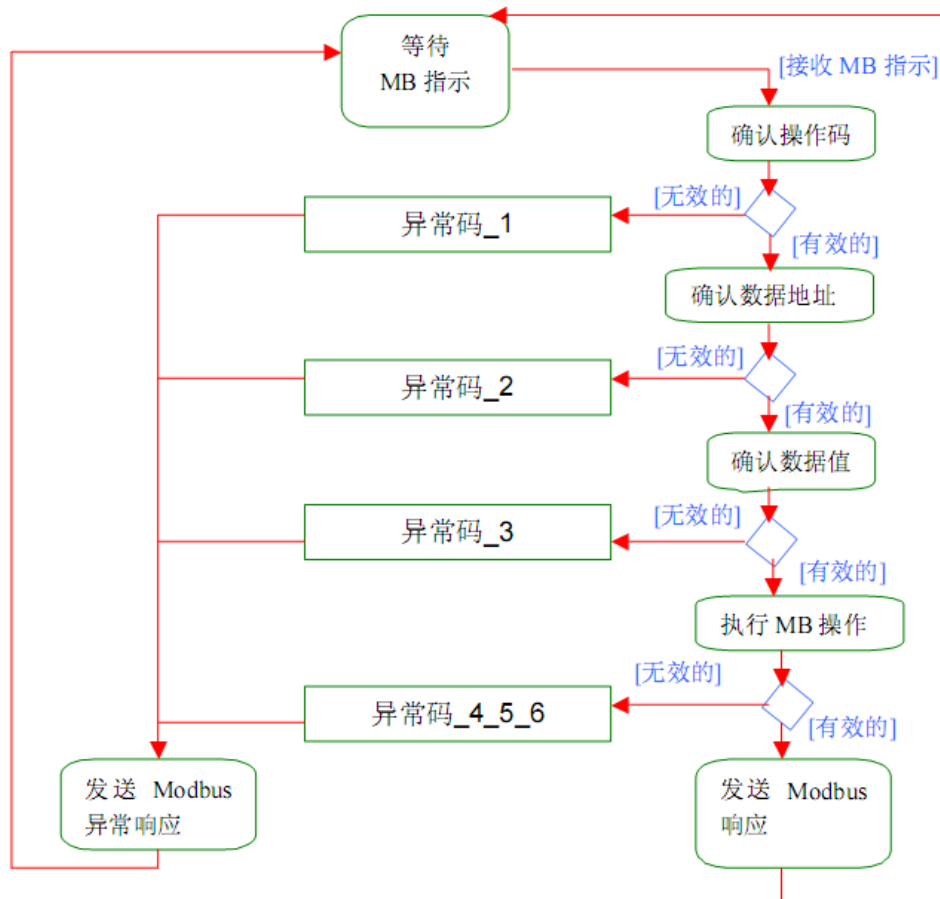 等待
MB 指示
[接收 MB 指示]
确认操作码
[无效的]
异常码_1
[有效的]
确认数据地址
[无效的]
异常码_2
[有效的]
确认数据值
[无效的]
异常码_3
[有效的]
执行 MB 操作
[无效的]
异常码_4_5_6
[有效的]
发送 Modbus
异常响应
发送 Modbus
响应